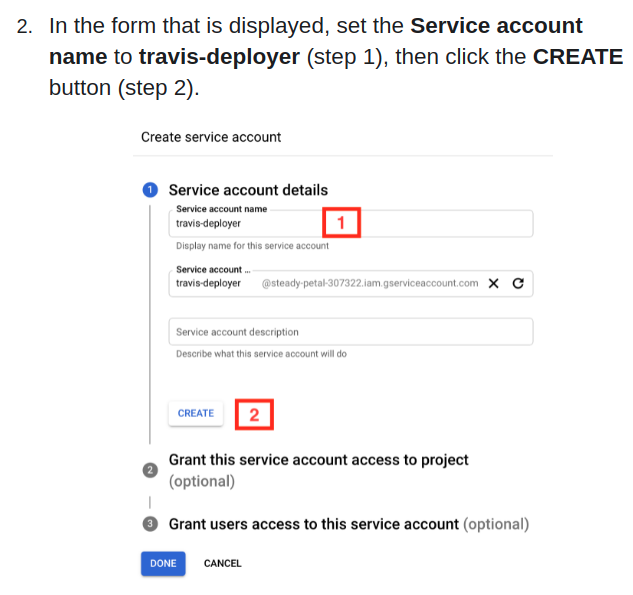 2. In the form that is displayed, set the Service account
name to travis-deployer (step 1), then click the CREATE
button (step 2).
Create service account
1 Service account details
Service account name
travis-deployer
1
Display name for this service account
Service account ...
travis-deployer @steady-petal-307322.iam.gserviceaccount.com
Service account description
Describe what this service account will do
CREATE 2
2 Grant this service account access to project
(optional)
3 Grant users access to this service account (optional)
DONE CANCEL